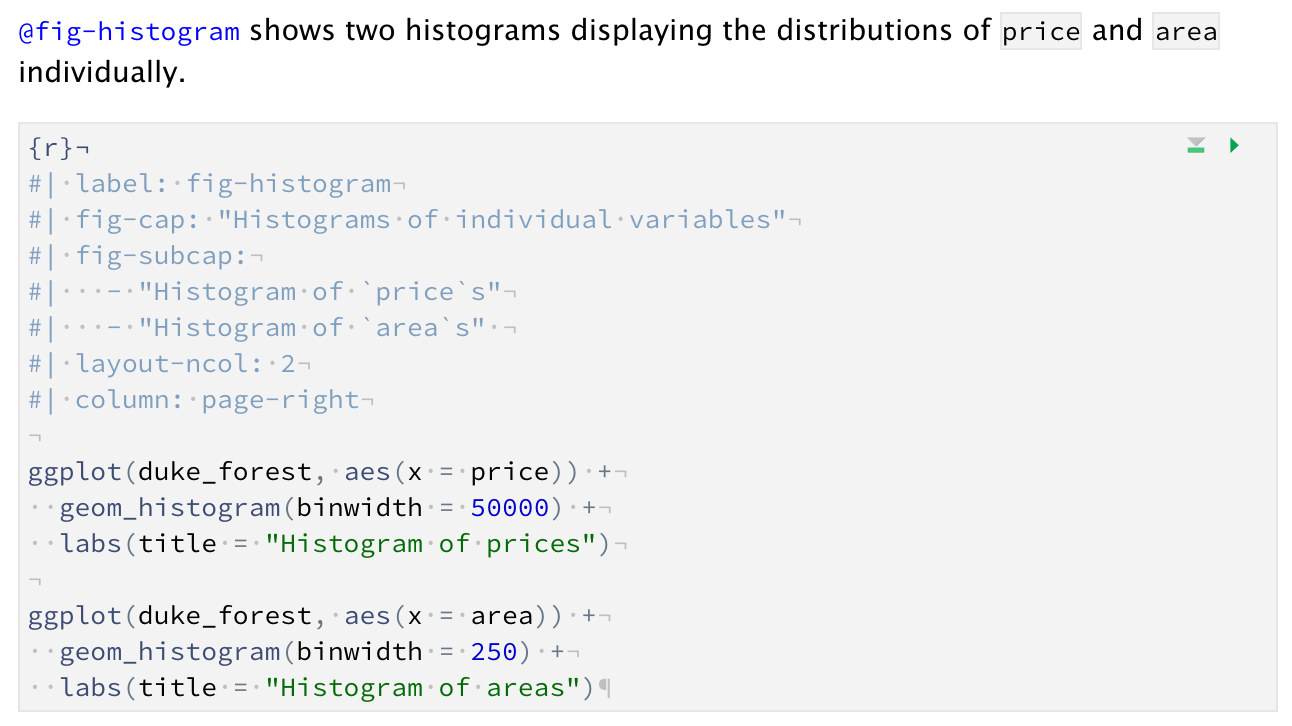 @fig-histogram shows two histograms displaying the distributions of price and area
individually.
{r}¬
#|·label:·fig-histogram¬
#|·fig-cap:·"Histograms·of·individual·variables"¬
#|·fig-subcap:¬
#|···-·"Histogram·of·`price`s"¬
#|···-·"Histogram·of·`area`s"·¬
#|·layout-ncol:·2¬
#|·column:·page-right¬
¬
ggplot(duke_forest,·aes(x·=·price))·+¬
··geom_histogram(binwidth·=·50000)·+¬
··labs(title·=·"Histogram·of·prices")¬
¬
ggplot(duke_forest,·aes(x·=·area))·+¬
··geom_histogram(binwidth·=·250)·+¬
··labs(title·=·"Histogram·of·areas")¶